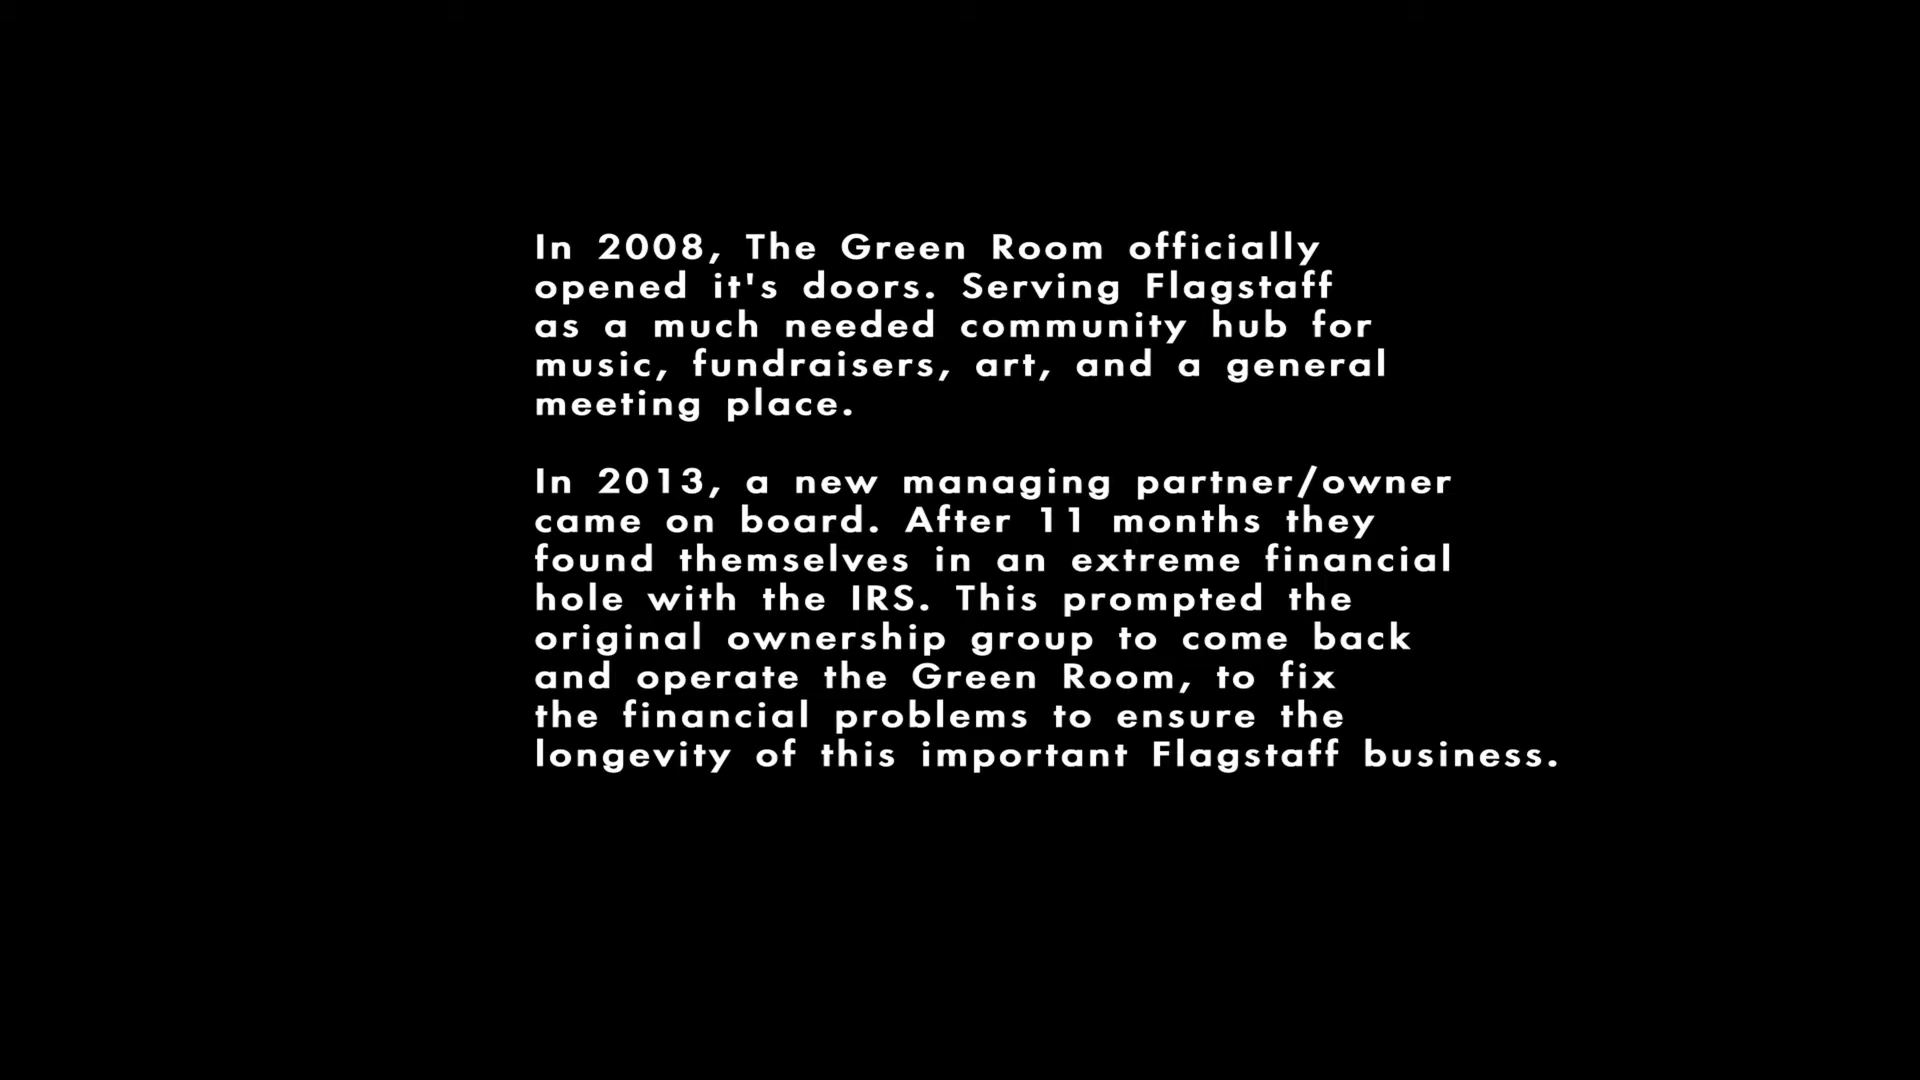 In 2008, The Green Room officially
opened it's doors. Serving Flagstaff
as a much needed community hub for
music, fundraisers, art, and a general
meeting place.
In 2013, a new managing partner/owner
came on board. After 11 months they
found themselves in an extreme financial
hole with the IRS. This prompted the
original ownership group to come back
and operate the Green Room, to fix
the financial problems to ensure the
longevity of this important Flagstaff business.